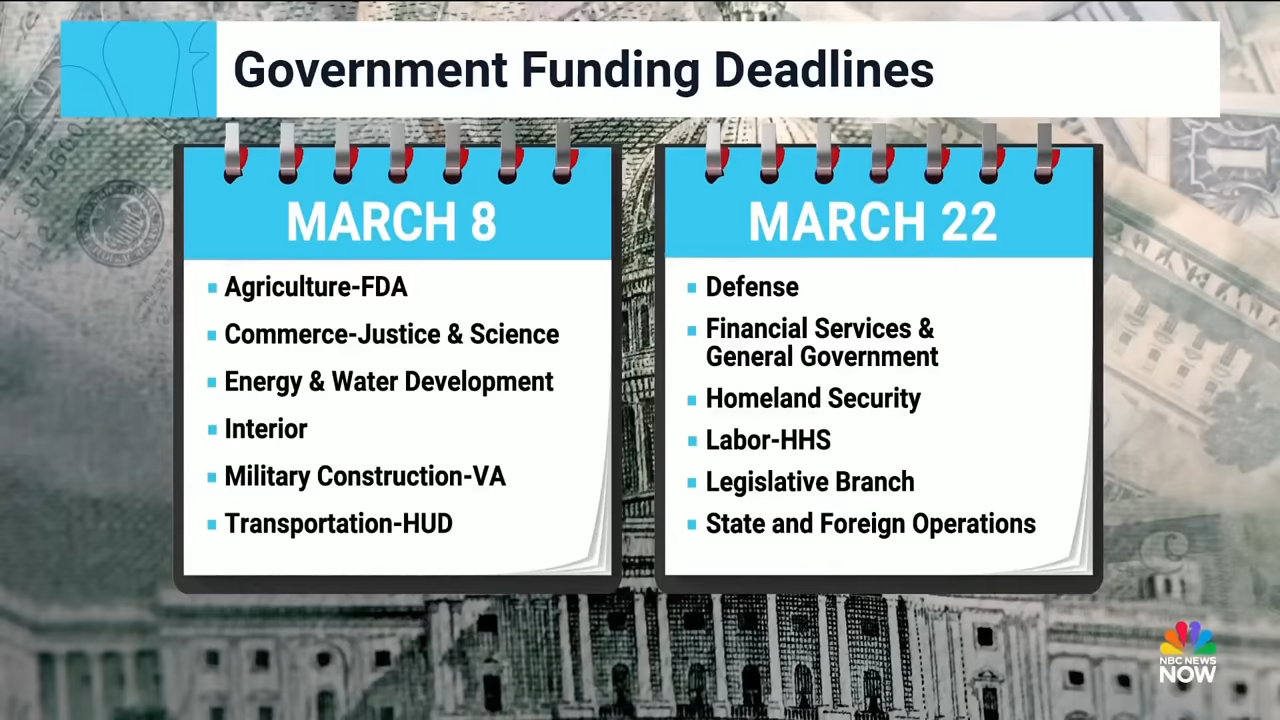 Government Funding Deadlines
MARCH 8
Agriculture-FDA
Commerce-Justice & Science
Energy & Water Development
Interior
Military Construction-VA
Transportation-HUD
MARCH 22
Defense
Financial Services &
General Government
Homeland Security
Labor-HHS
Legislative Branch
State and Foreign Operations
NBC NEWS
NOW